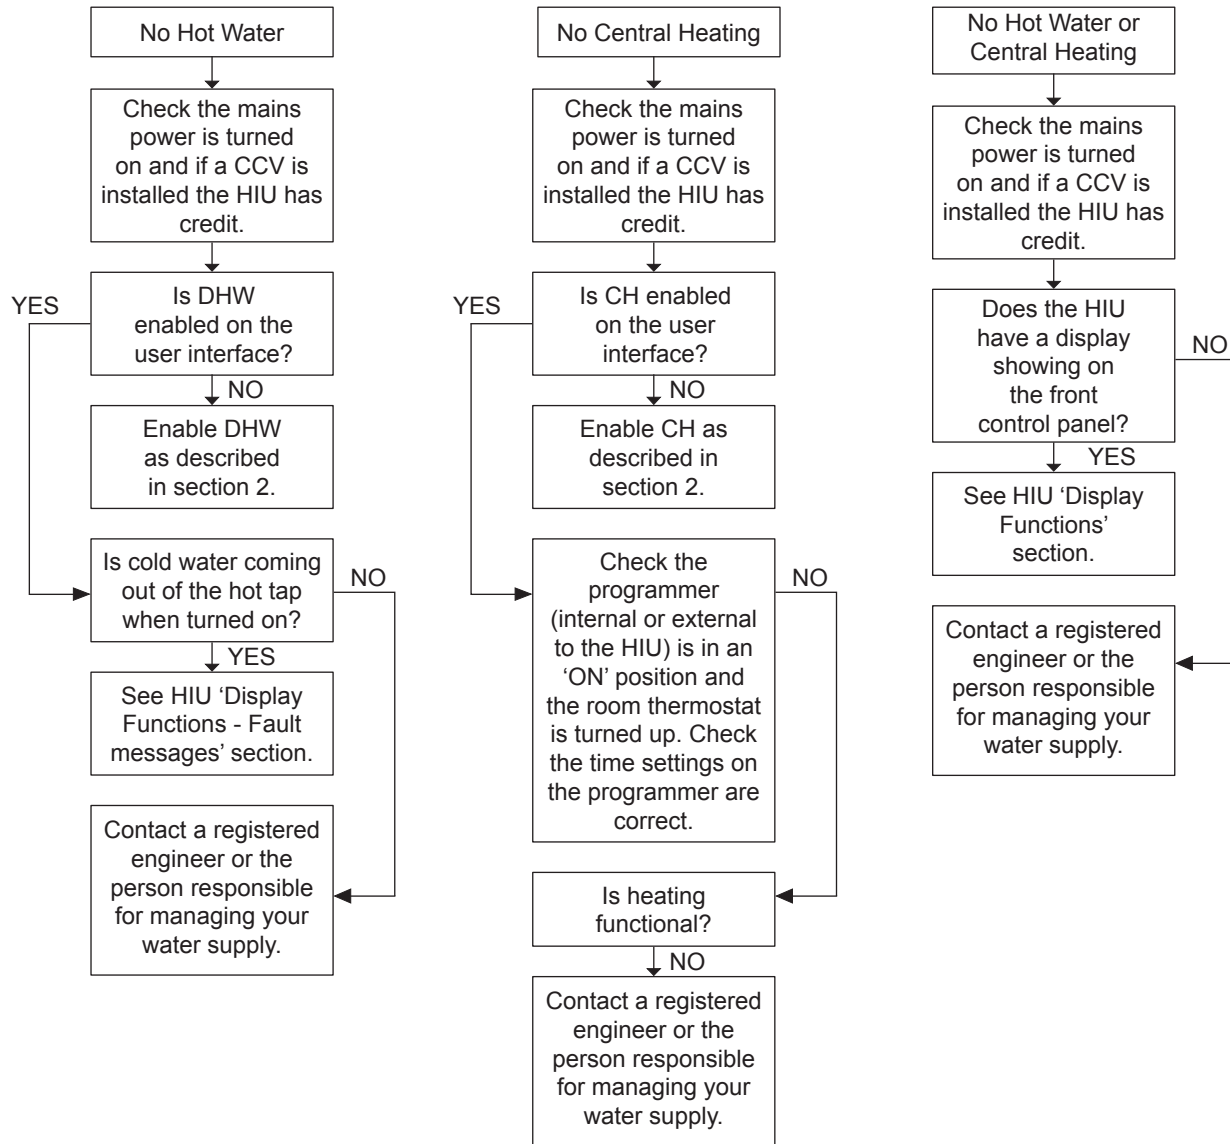 No Hot Water
Check the mains
power is turned
on and if a CCV is
installed the HIU has
credit.
YES
Is DHW
enabled on the
user interface?
NO
Enable DHW
as described
in section 2.
Is cold water coming
out of the hot tap
when turned on?
NO
YES
See HIU ‘Display
Functions - Fault
messages’ section.
Contact a registered
engineer or the
person responsible
for managing your
water supply.
No Central Heating
Check the mains
power is turned
on and if a CCV is
installed the HIU has
credit.
YES
Is CH enabled
on the user
interface?
NO
Enable CH as
described in
section 2.
Check the
programmer
(internal or external
to the HIU) is in an
‘ON’ position and
the room thermostat
is turned up. Check
the time settings on
the programmer are
correct.
NO
Is heating
functional?
NO
Contact a registered
engineer or the
person responsible
for managing your
water supply.
No Hot Water or
Central Heating
Check the mains
power is turned
on and if a CCV is
installed the HIU has
credit.
Does the HIU
have a display
showing on
the front
control panel?
NO
YES
See HIU ‘Display
Functions’
section.
Contact a registered
engineer or the
person responsible
for managing your
water supply.